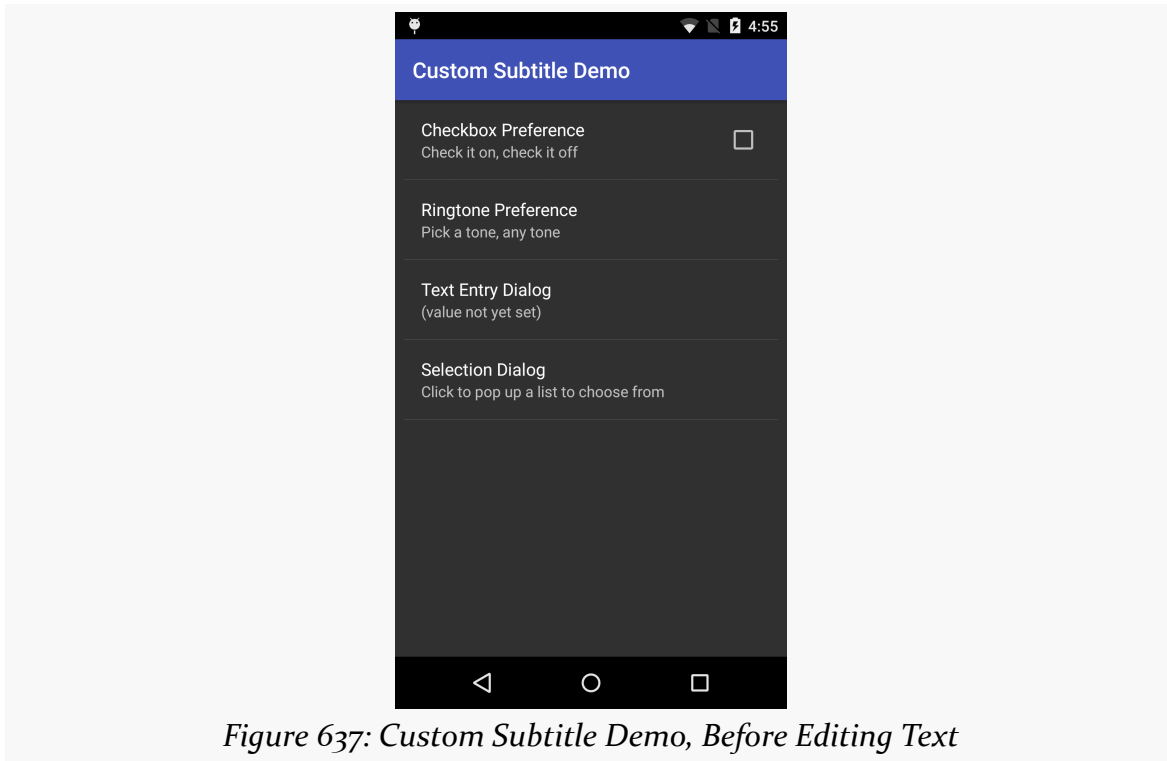 4:55
Custom Subtitle Demo
Checkbox Preference
Check it on, check it off
Ringtone Preference
Pick a tone, any tone
Text Entry Dialog
(value not yet set)
Selection Dialog
Click to pop up a list to choose from
Figure 637: Custom Subtitle Demo, Before Editing Text